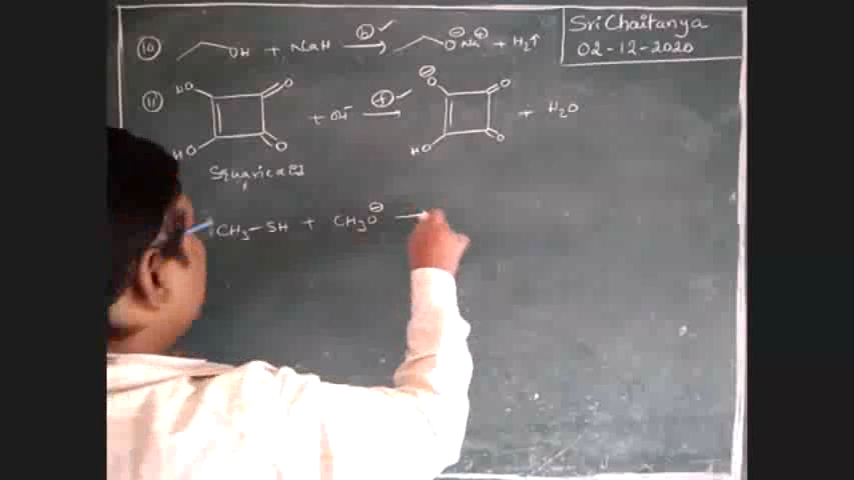 Sri Chaitanya
02-12-2020
10 OH + NaH b ✓ → O⊖ Na⊕ + H2↑
11 HO O HO O + OH⁻ f ✓ → ⊖O O HO O + H2O
Squaric acid
CH3-SH + CH3O⊖ →